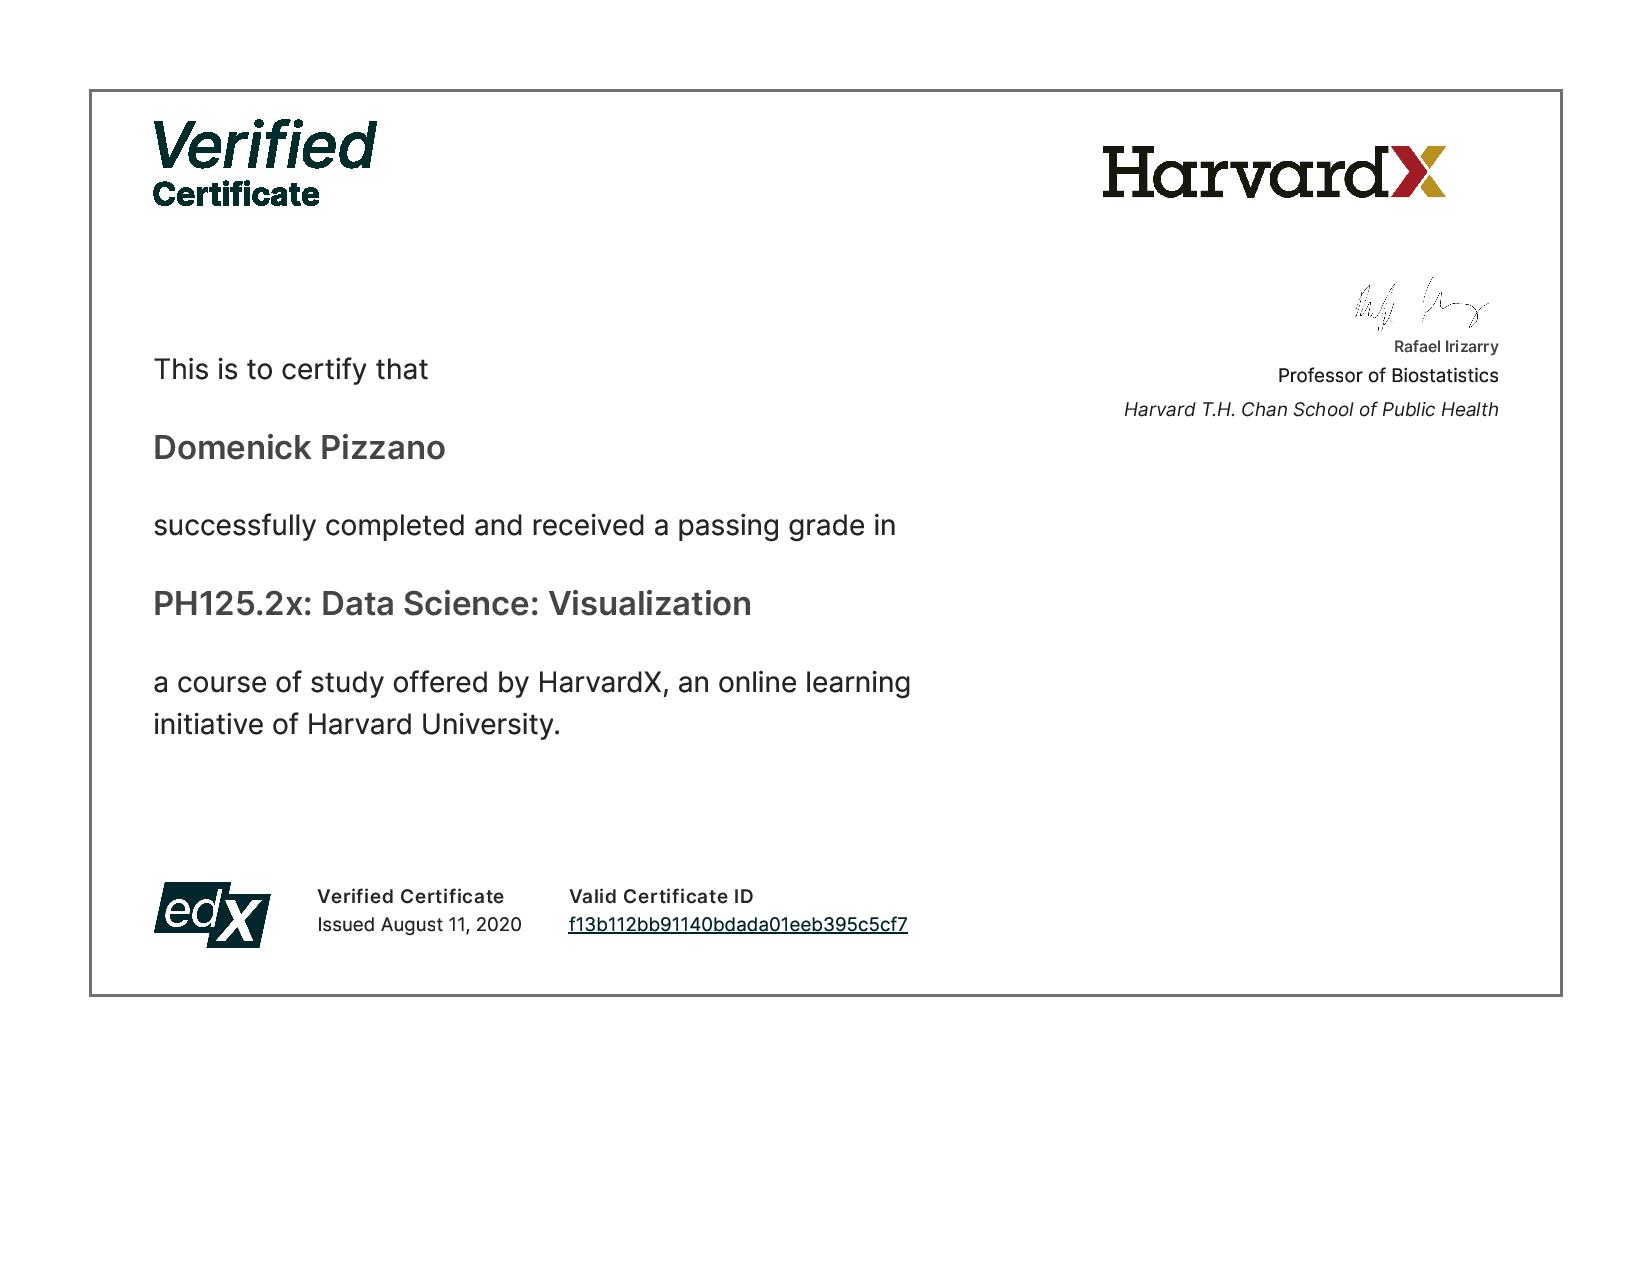 Verified
Certificate
HarvardX
Rafael Irizarry
Professor of Biostatistics
Harvard T.H. Chan School of Public Health
This is to certify that
Domenick Pizzano
successfully completed and received a passing grade in
PH125.2x: Data Science: Visualization
a course of study offered by HarvardX, an online learning
initiative of Harvard University.
edX
Verified Certificate
Issued August 11, 2020
Valid Certificate ID
f13b112bb91140bdada01eeb395c5cf7